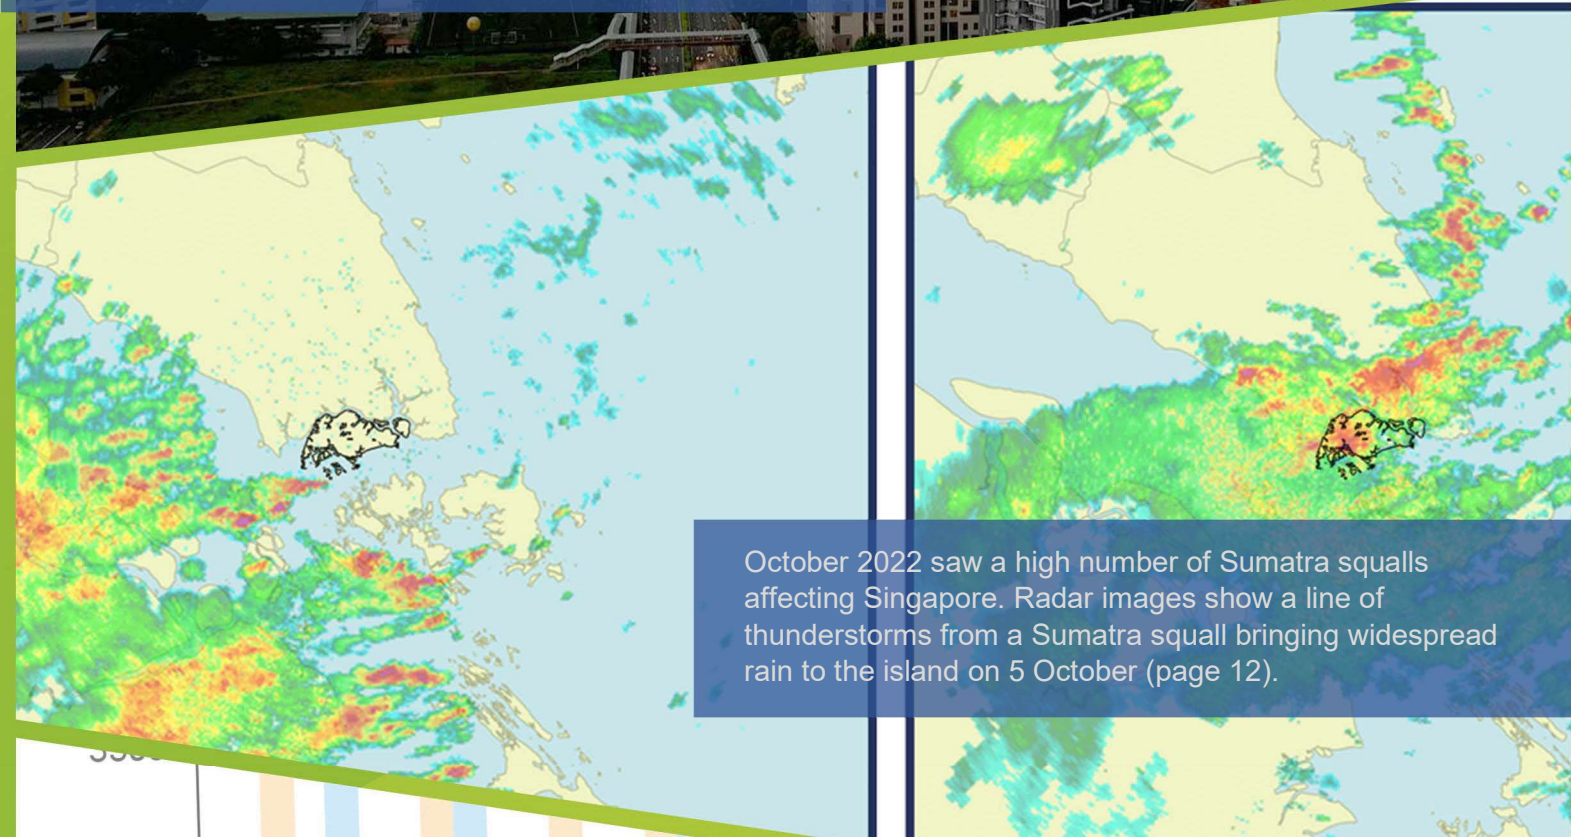 October 2022 saw a high number of Sumatra squalls
affecting Singapore. Radar images show a line of
thunderstorms from a Sumatra squall bringing widespread
rain to the island on 5 October (page 12).